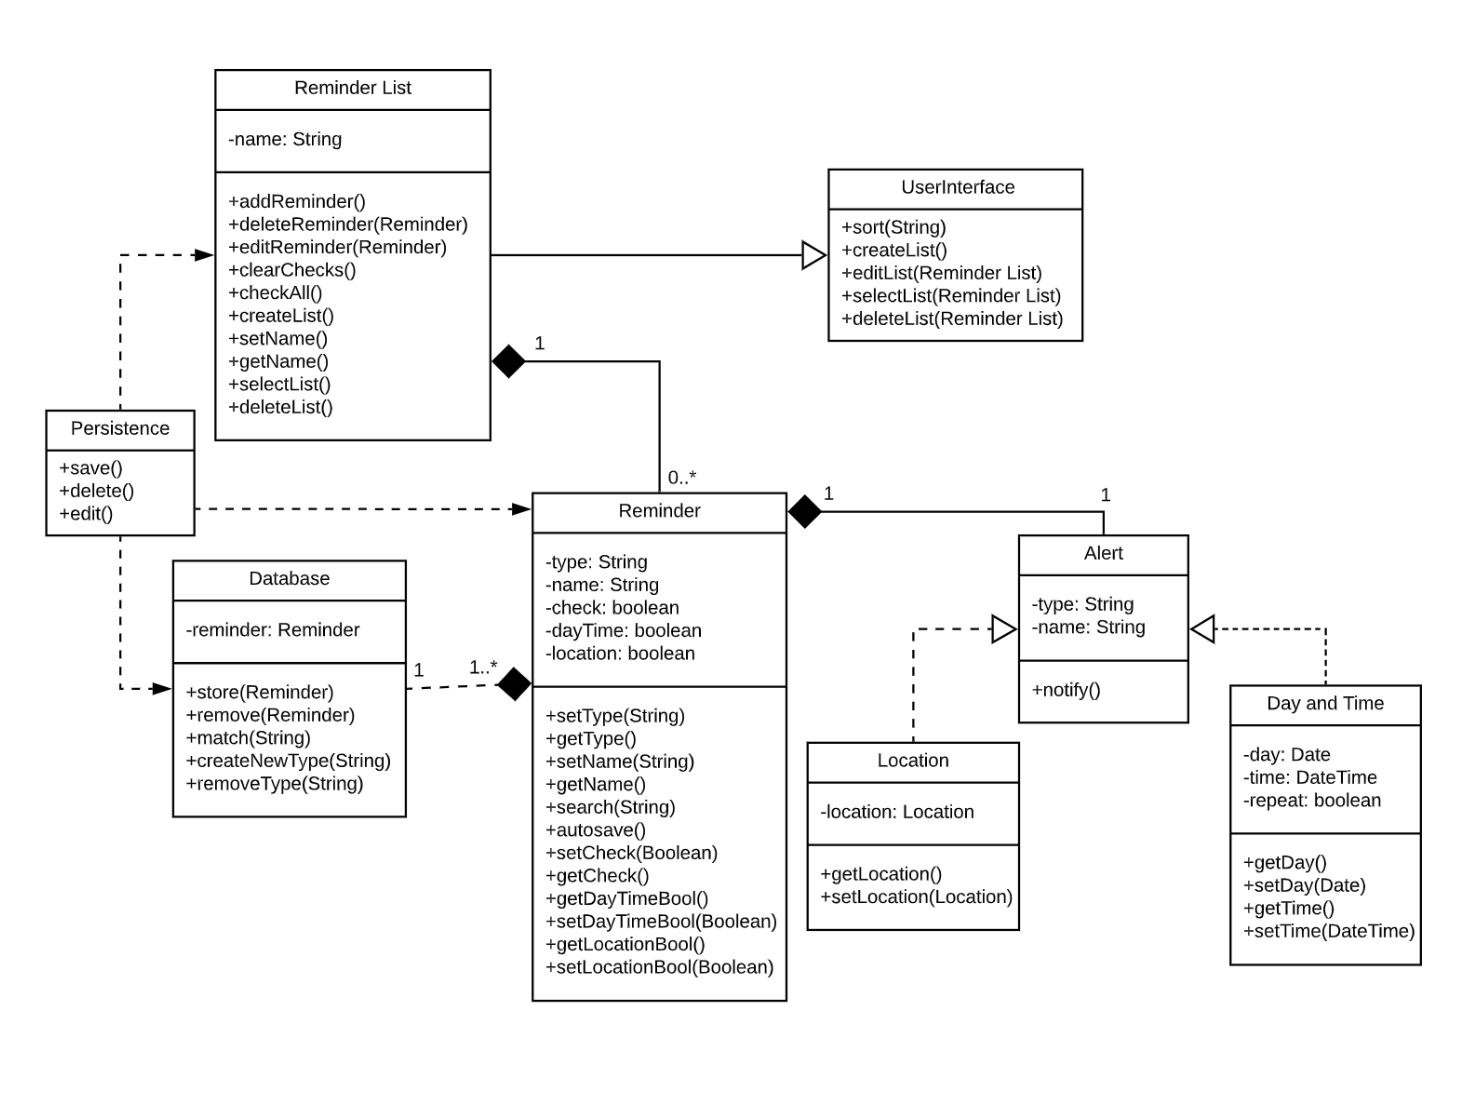 Reminder List
-name: String
+addReminder()
+deleteReminder(Reminder)
+editReminder(Reminder)
+clearChecks()
+checkAll()
+createList()
+setName()
+getName()
+selectList()
+deleteList()
UserInterface
+sort(String)
+createList()
+editList(Reminder List)
+selectList(Reminder List)
+deleteList(Reminder List)
1
0..*
Persistence
+save()
+delete()
+edit()
Database
-reminder: Reminder
+store(Reminder)
+remove(Reminder)
+match(String)
+createNewType(String)
+removeType(String)
1
1..*
Reminder
-type: String
-name: String
-check: boolean
-dayTime: boolean
-location: boolean
+setType(String)
+getType()
+setName(String)
+getName()
+search(String)
+autosave()
+setCheck(Boolean)
+getCheck()
+getDayTimeBool()
+setDayTimeBool(Boolean)
+getLocationBool()
+setLocationBool(Boolean)
1
1
Alert
-type: String
-name: String
+notify()
Location
-location: Location
+getLocation()
+setLocation(Location)
Day and Time
-day: Date
-time: DateTime
-repeat: boolean
+getDay()
+setDay(Date)
+getTime()
+setTime(DateTime)